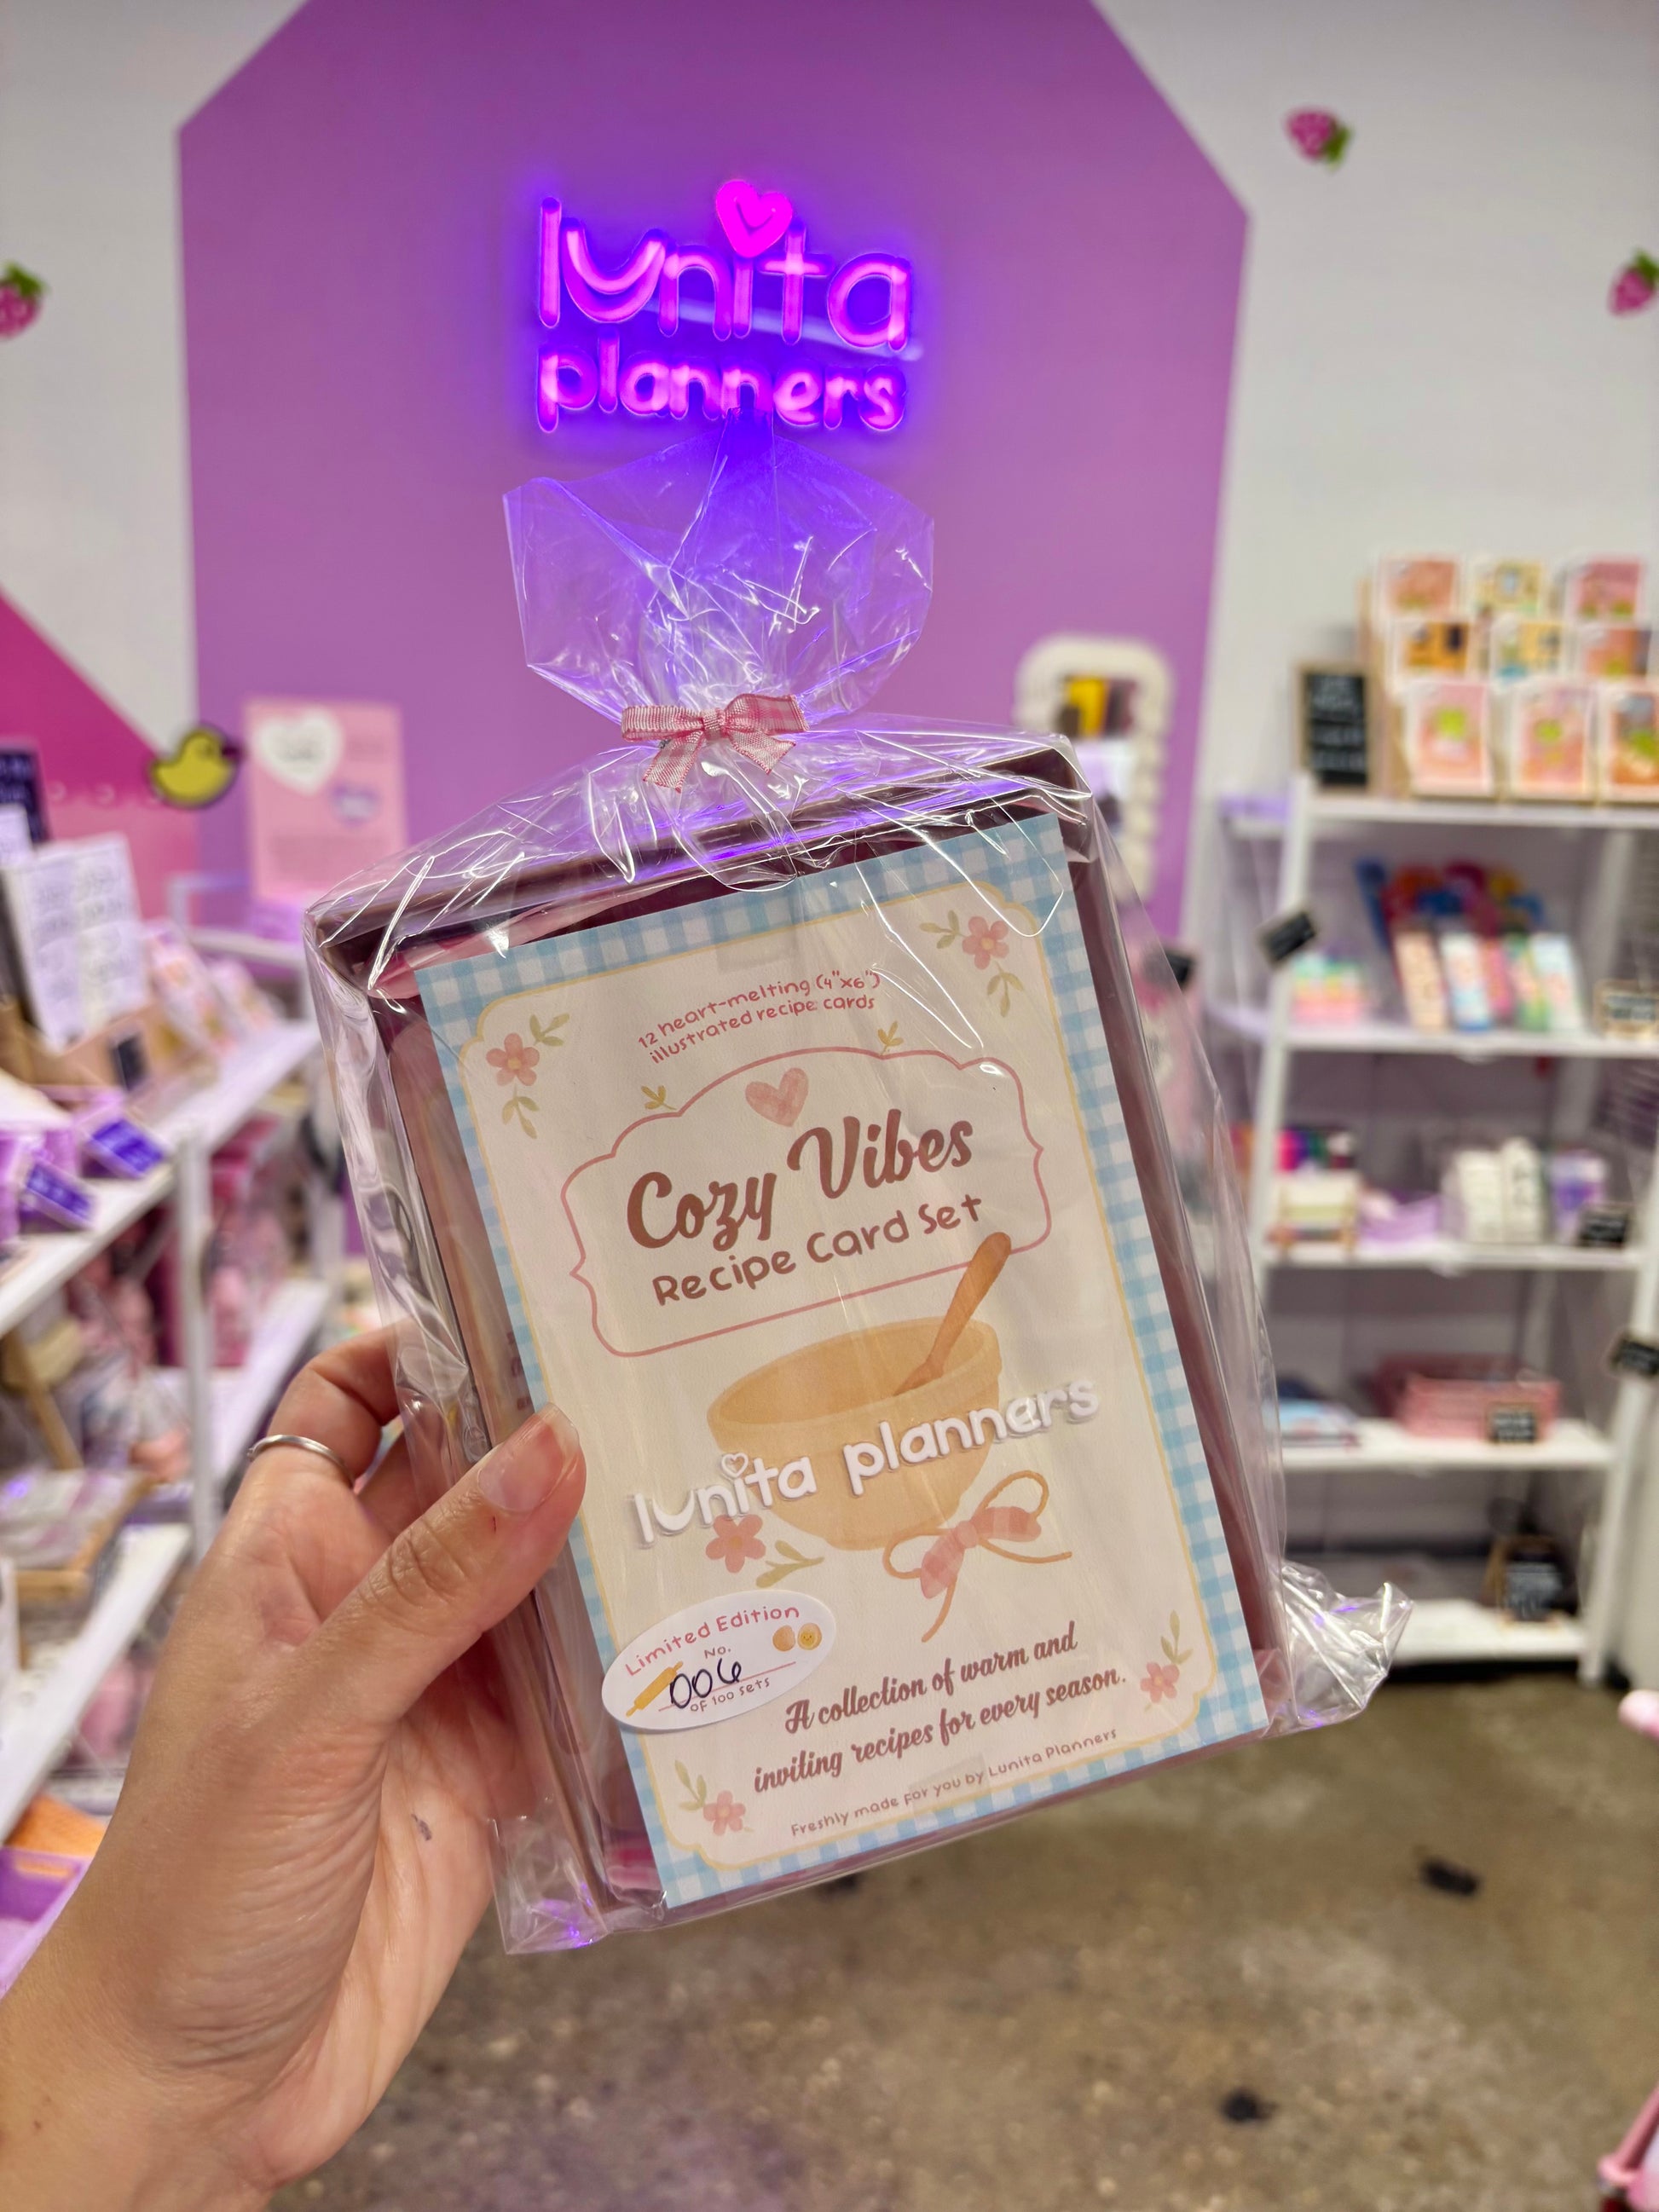 lunita
planners
12 heart-melting (4"x6")
illustrated recipe cards
Cozy Vibes
Recipe Card Set
lunita planners
Limited Edition
No.
006
OF 100 sets
A collection of warm and
inviting recipes for every season.
Freshly made for you by Lunita Planners